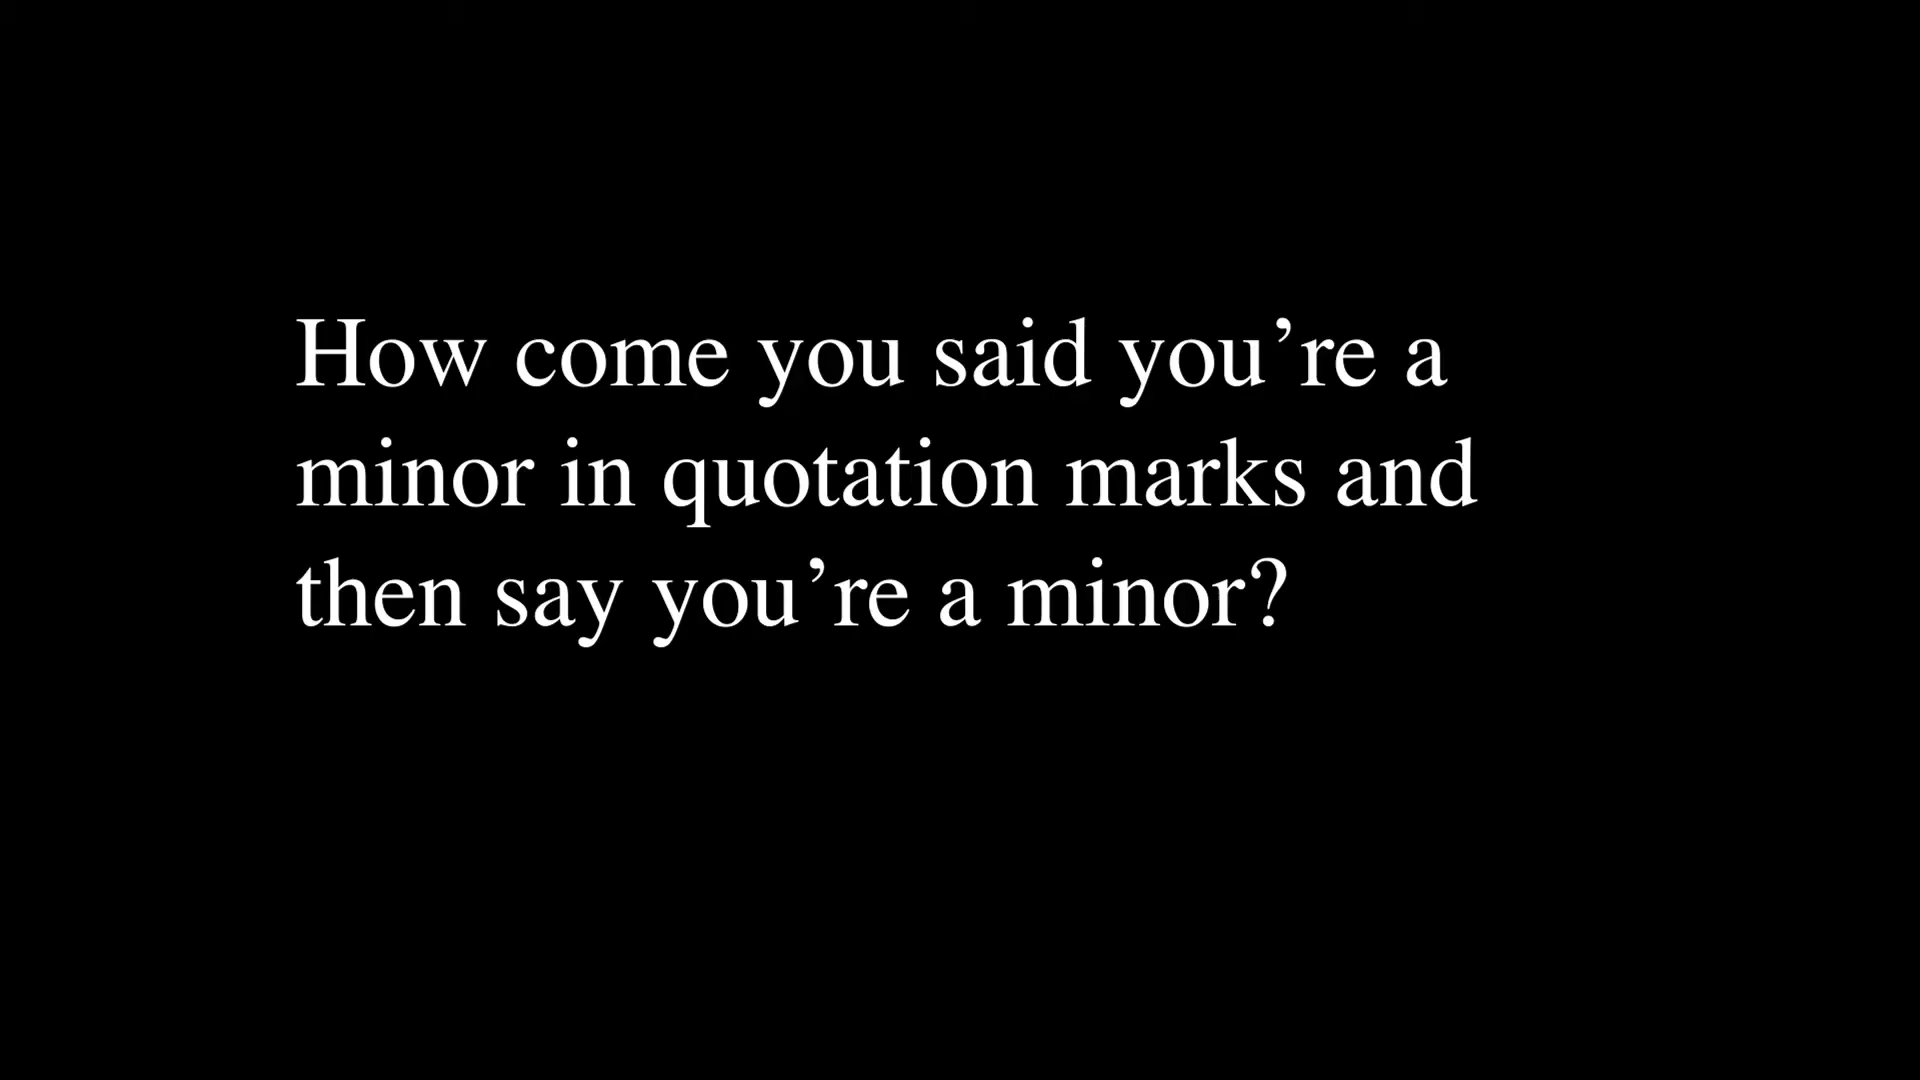 How come you said you’re a
minor in quotation marks and
then say you’re a minor?